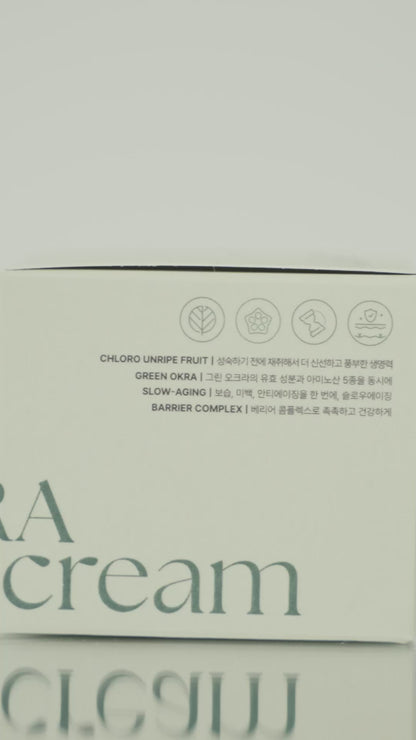 CHLORO UNRIPE FRUIT | 성숙하기 전에 채취해서 더 신선하고 풍부한 생명력
GREEN OKRA | 그린 오크라의 유효 성분과 아미노산 5종을 동시에
SLOW-AGING | 보습, 미백, 안티에이징을 한 번에, 슬로우에이징
BARRIER COMPLEX | 베리어 콤플렉스로 촉촉하고 건강하게
RA
cream